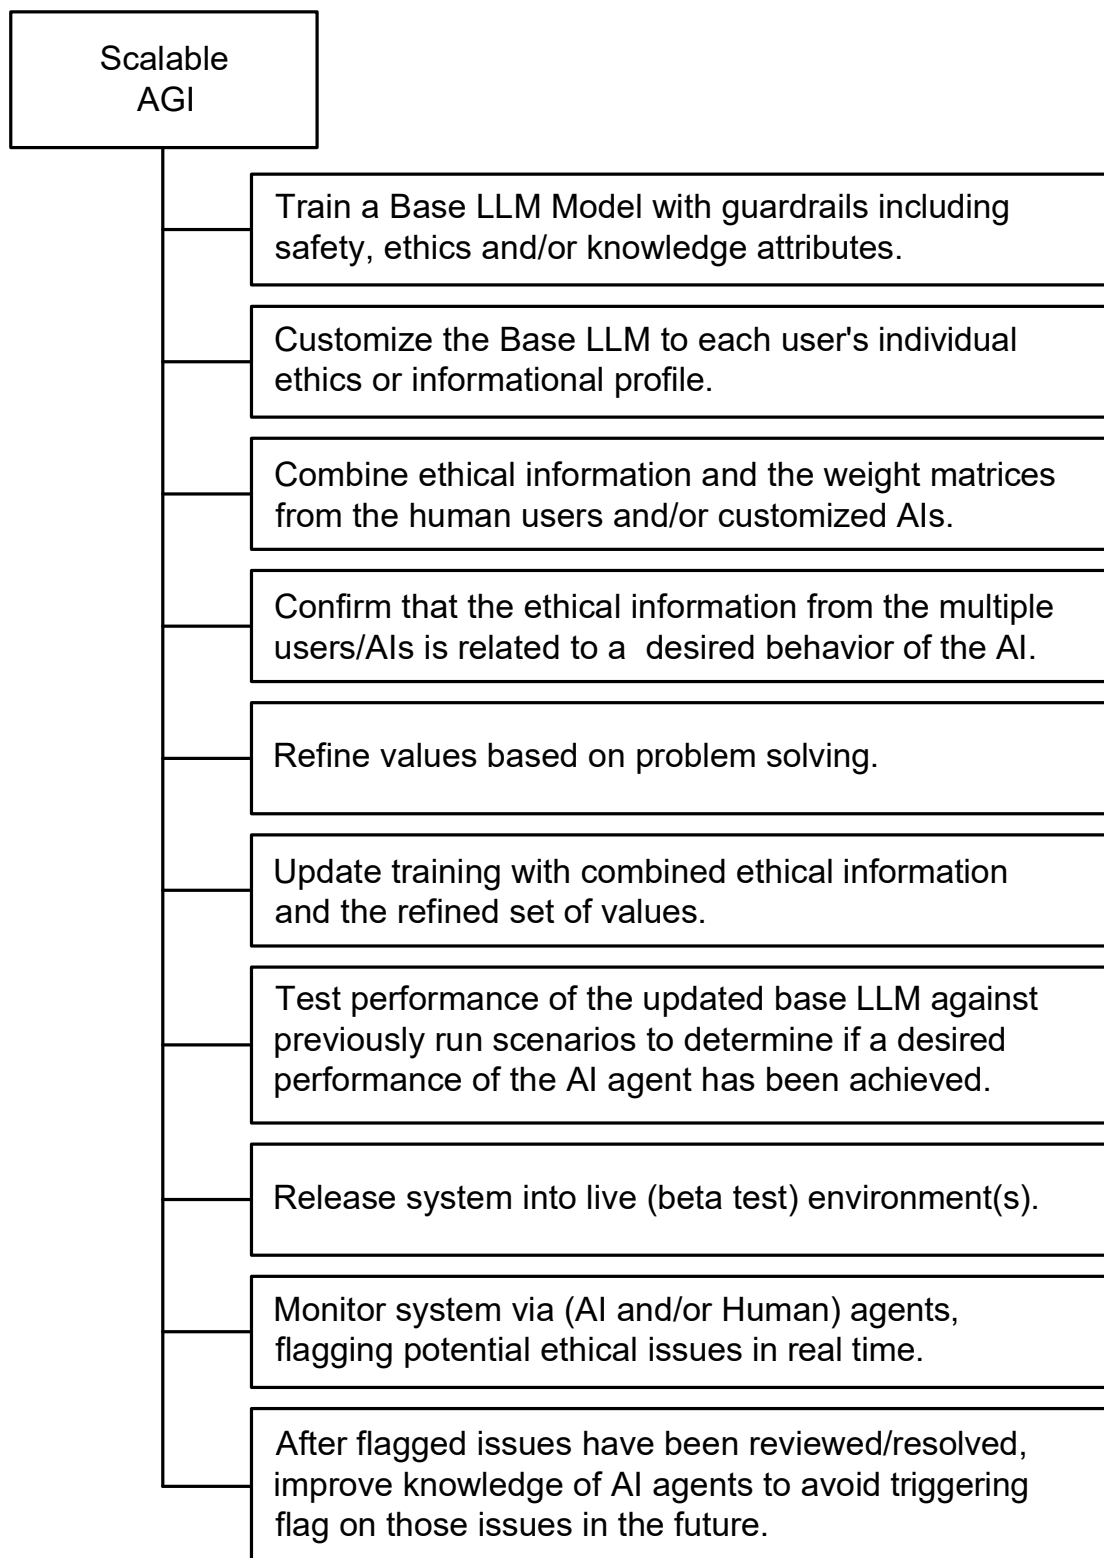 Scalable
AGI
Train a Base LLM Model with guardrails including
safety, ethics and/or knowledge attributes.
Customize the Base LLM to each user's individual
ethics or informational profile.
Combine ethical information and the weight matrices
from the human users and/or customized AIs.
Confirm that the ethical information from the multiple
users/AIs is related to a  desired behavior of the AI.
Refine values based on problem solving.
Update training with combined ethical information
and the refined set of values.
Test performance of the updated base LLM against
previously run scenarios to determine if a desired
performance of the AI agent has been achieved.
Release system into live (beta test) environment(s).
Monitor system via (AI and/or Human) agents,
flagging potential ethical issues in real time.
After flagged issues have been reviewed/resolved,
improve knowledge of AI agents to avoid triggering
flag on those issues in the future.